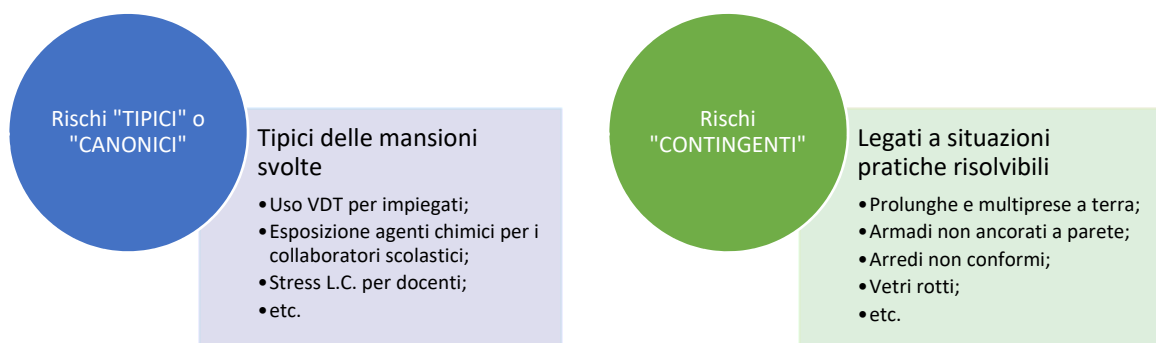 Rischi "TIPICI" o
"CANONICI"
Tipici delle mansioni
svolte
•Uso VDT per impiegati;
•Esposizione agenti chimici per i
collaboratori scolastici;
•Stress L.C. per docenti;
•etc.
Rischi
"CONTINGENTI"
Legati a situazioni
pratiche risolvibili
•Prolunghe e multiprese a terra;
•Armadi non ancorati a parete;
•Arredi non conformi;
•Vetri rotti;
•etc.